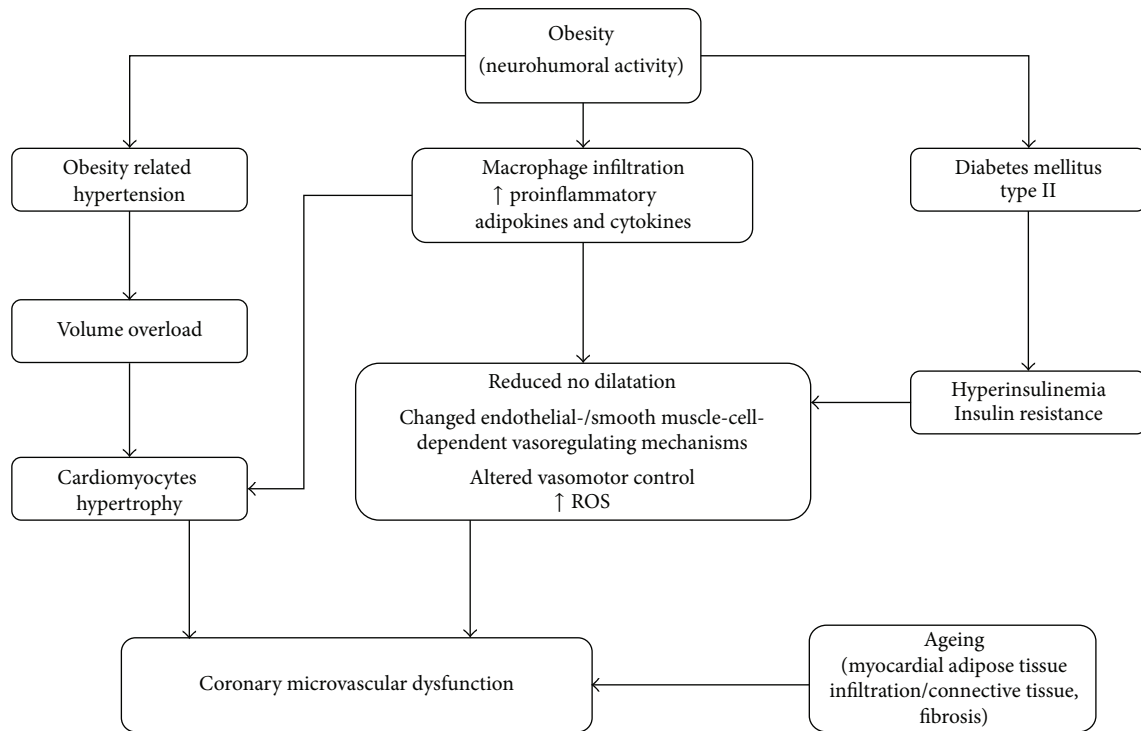 Obesity
(neurohumoral activity)
Obesity related
hypertension
Macrophage infiltration
↑ proinflammatory
adipokines and cytokines
Diabetes mellitus
type II
Volume overload
Reduced no dilatation
Changed endothelial-/smooth muscle-cell-
dependent vasoregulating mechanisms
Altered vasomotor control
↑ ROS
Hyperinsulinemia
Insulin resistance
Cardiomyocytes
hypertrophy
Coronary microvascular dysfunction
Ageing
(myocardial adipose tissue
infiltration/connective tissue,
fibrosis)